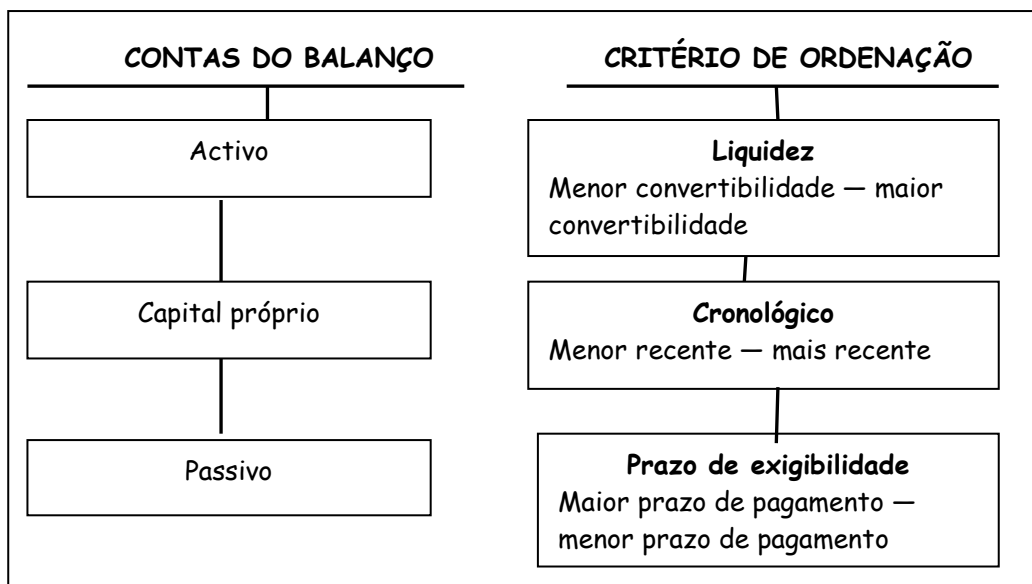 CONTAS DO BALANÇO
CRITÉRIO DE ORDENAÇÃO
Activo
Liquidez
Menor convertibilidade — maior
convertibilidade
Capital próprio
Cronológico
Menor recente — mais recente
Passivo
Prazo de exigibilidade
Maior prazo de pagamento —
menor prazo de pagamento